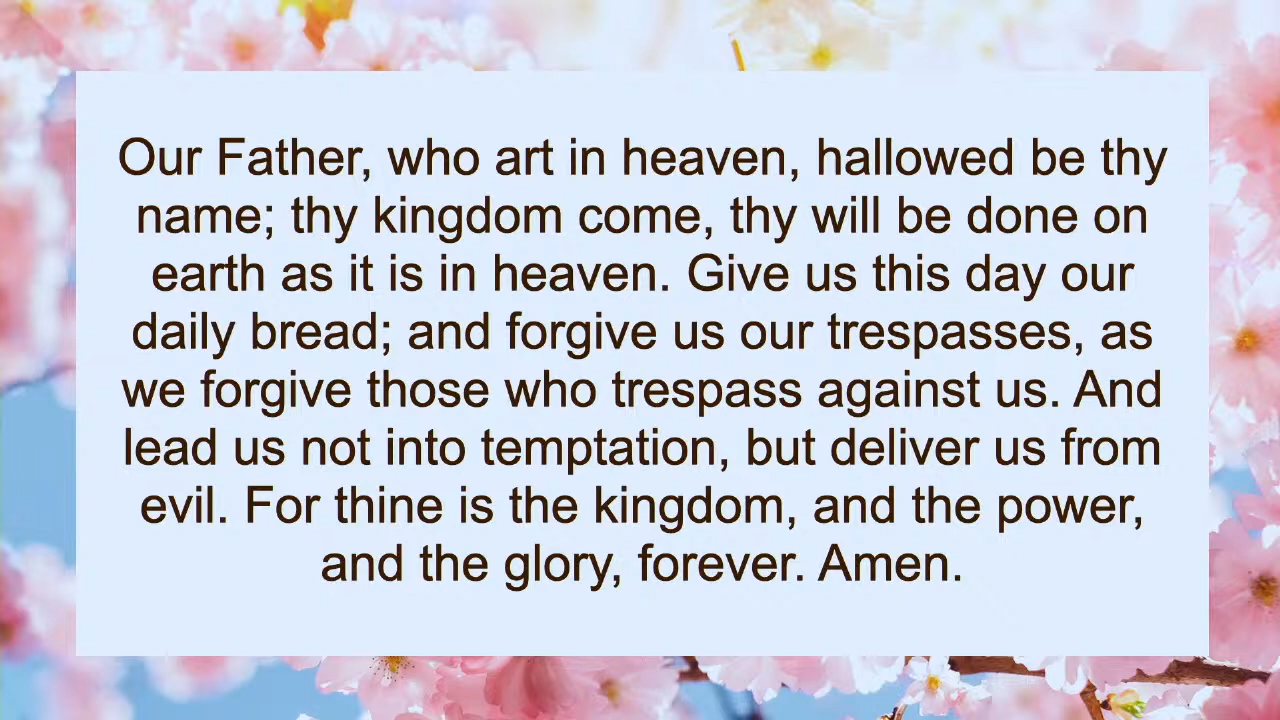 Our Father, who art in heaven, hallowed be thy
name; thy kingdom come, thy will be done on
earth as it is in heaven. Give us this day our
daily bread; and forgive us our trespasses, as
we forgive those who trespass against us. And
lead us not into temptation, but deliver us from
evil. For thine is the kingdom, and the power,
and the glory, forever. Amen.